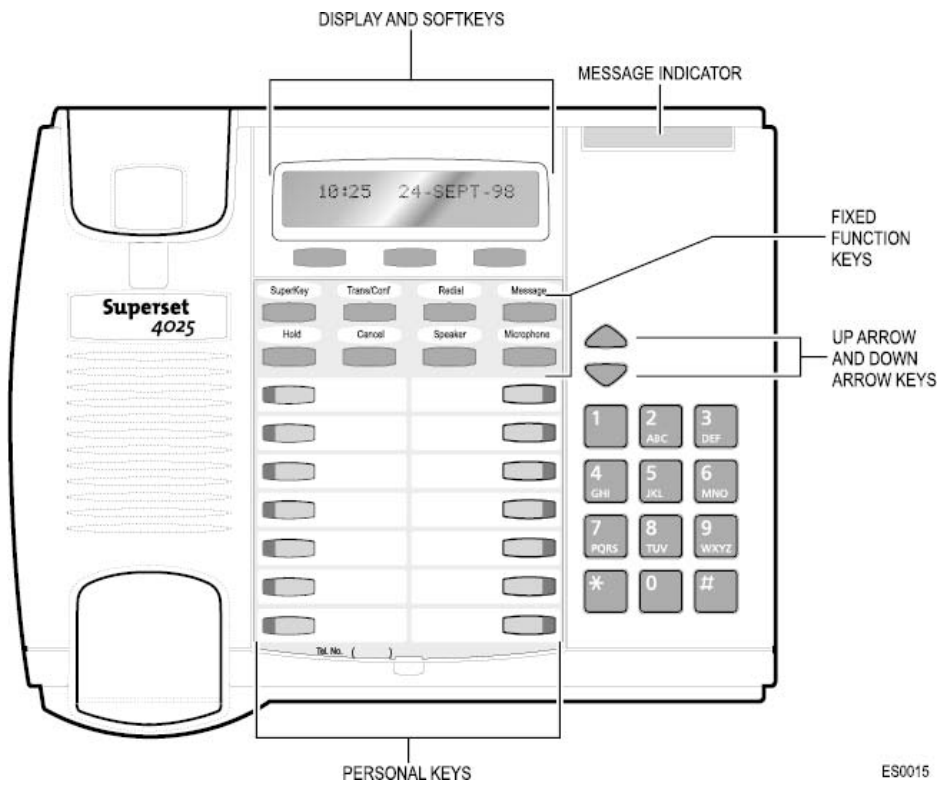 DISPLAY AND SOFTKEYS
MESSAGE INDICATOR
10:25 24-SEPT-98
FIXED
FUNCTION
KEYS
SuperKey Trans/Conf Redial Message
Superset
4025
Hold Cancel Speaker Microphone
UP ARROW
AND DOWN
ARROW KEYS
1 2 3
ABC DEF
4 5 6
GHI JKL MNO
7 8 9
PQRS TUV WXYZ
* 0 #
Tel. No. ( )
PERSONAL KEYS
ES0015